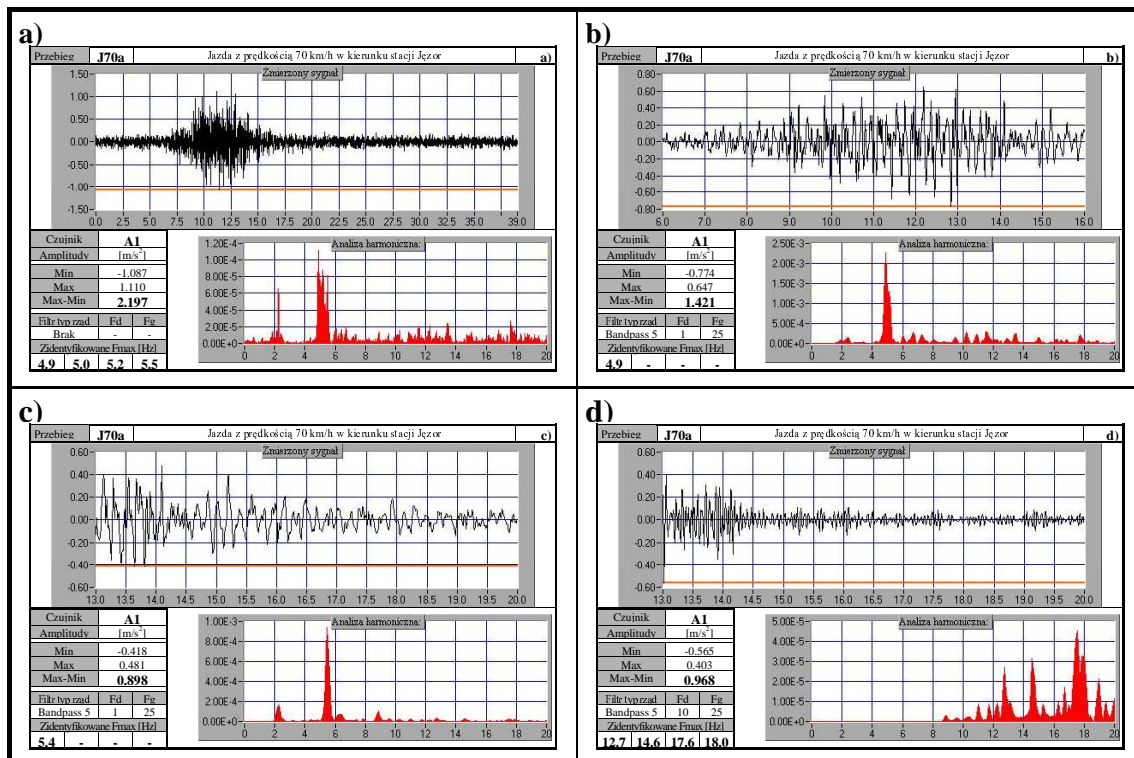 a)
Przebieg J70a Jazda z prędkością 70 km/h w kierunku stacji Jęzor a)
Zmierzony sygnał
1.50
1.00
0.50
0.00
-0.50
-1.00
-1.50
0.0 2.5 5.0 7.5 10.0 12.5 15.0 17.5 20.0 22.5 25.0 27.5 30.0 32.5 35.0 39.0
Czujnik A1
Amplitudy [m/s²]
Min -1.087
Max 1.110
Max-Min 2.197
Filtr typ rząd Fd Fg
Brak - -
Zidentyfikowane Fmax [Hz]
4.9 5.0 5.2 5.5
Analiza harmoniczna:
1.20E-4
1.00E-4
8.00E-5
6.00E-5
4.00E-5
2.00E-5
0.00E+0
0 2 4 6 8 10 12 14 16 18 20
b)
Przebieg J70a Jazda z prędkością 70 km/h w kierunku stacji Jęzor b)
Zmierzony sygnał
0.80
0.60
0.40
0.20
0.00
-0.20
-0.40
-0.60
-0.80
6.0 7.0 8.0 9.0 10.0 11.0 12.0 13.0 14.0 15.0 16.0
Czujnik A1
Amplitudy [m/s²]
Min -0.774
Max 0.647
Max-Min 1.421
Filtr typ rząd Fd Fg
Bandpass 5 1 25
Zidentyfikowane Fmax [Hz]
4.9 - - -
Analiza harmoniczna:
2.50E-3
2.00E-3
1.50E-3
1.00E-3
5.00E-4
0.00E+0
0 2 4 6 8 10 12 14 16 18 20
c)
Przebieg J70a Jazda z prędkością 70 km/h w kierunku stacji Jęzor c)
Zmierzony sygnał
0.60
0.40
0.20
0.00
-0.20
-0.40
-0.60
13.0 13.5 14.0 14.5 15.0 15.5 16.0 16.5 17.0 17.5 18.0 18.5 19.0 19.5 20.0
Czujnik A1
Amplitudy [m/s²]
Min -0.418
Max 0.481
Max-Min 0.898
Filtr typ rząd Fd Fg
Bandpass 5 1 25
Zidentyfikowane Fmax [Hz]
5.4 - - -
Analiza harmoniczna:
1.00E-3
8.00E-4
6.00E-4
4.00E-4
2.00E-4
0.00E+0
0 2 4 6 8 10 12 14 16 18 20
d)
Przebieg J70a Jazda z prędkością 70 km/h w kierunku stacji Jęzor d)
Zmierzony sygnał
0.60
0.40
0.20
0.00
-0.20
-0.40
-0.60
13.0 13.5 14.0 14.5 15.0 15.5 16.0 16.5 17.0 17.5 18.0 18.5 19.0 19.5 20.0
Czujnik A1
Amplitudy [m/s²]
Min -0.565
Max 0.403
Max-Min 0.968
Filtr typ rząd Fd Fg
Bandpass 5 10 25
Zidentyfikowane Fmax [Hz]
12.7 14.6 17.6 18.0
Analiza harmoniczna:
5.00E-5
4.00E-5
3.00E-5
2.00E-5
1.00E-5
0.00E+0
0 2 4 6 8 10 12 14 16 18 20